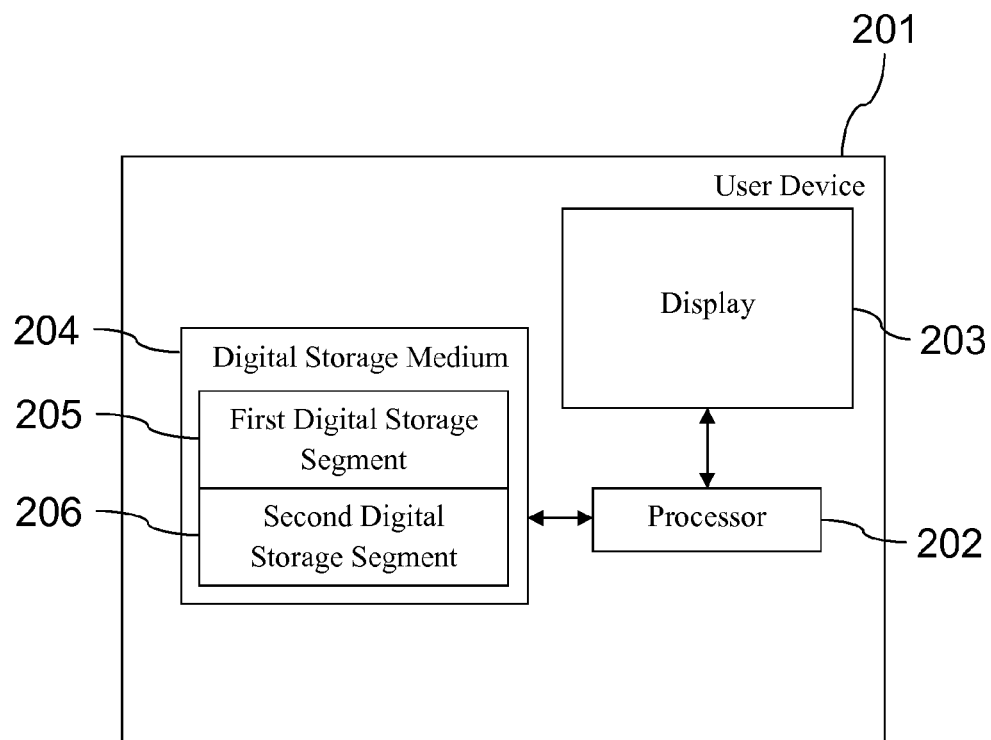 201
User Device
Display
203
204
Digital Storage Medium
205
First Digital Storage
Segment
206
Second Digital
Storage Segment
Processor
202